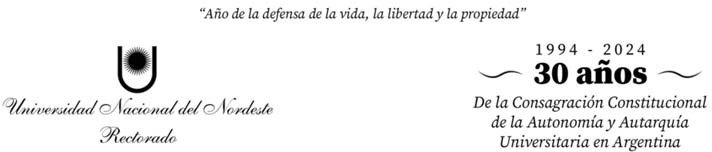 “Año de la defensa de la vida, la libertad y la propiedad”
Universidad Nacional del Nordeste
Rectorado
1994 - 2024
30 años
De la Consagración Constitucional
de la Autonomía y Autarquía
Universitaria en Argentina